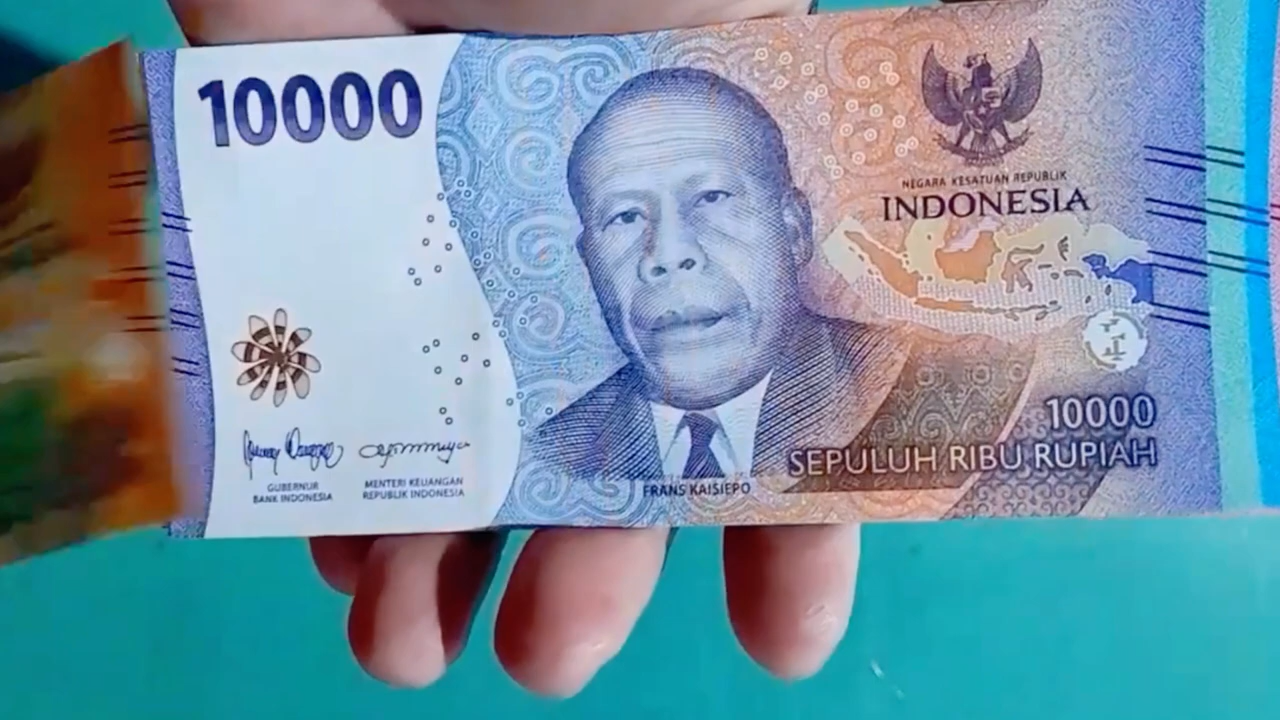 10000
NEGARA KESATUAN REPUBLIK
INDONESIA
10000
SEPULUH RIBU RUPIAH
FRANS KAISIEPO
GUBERNUR
BANK INDONESIA
MENTERI KEUANGAN
REPUBLIK INDONESIA